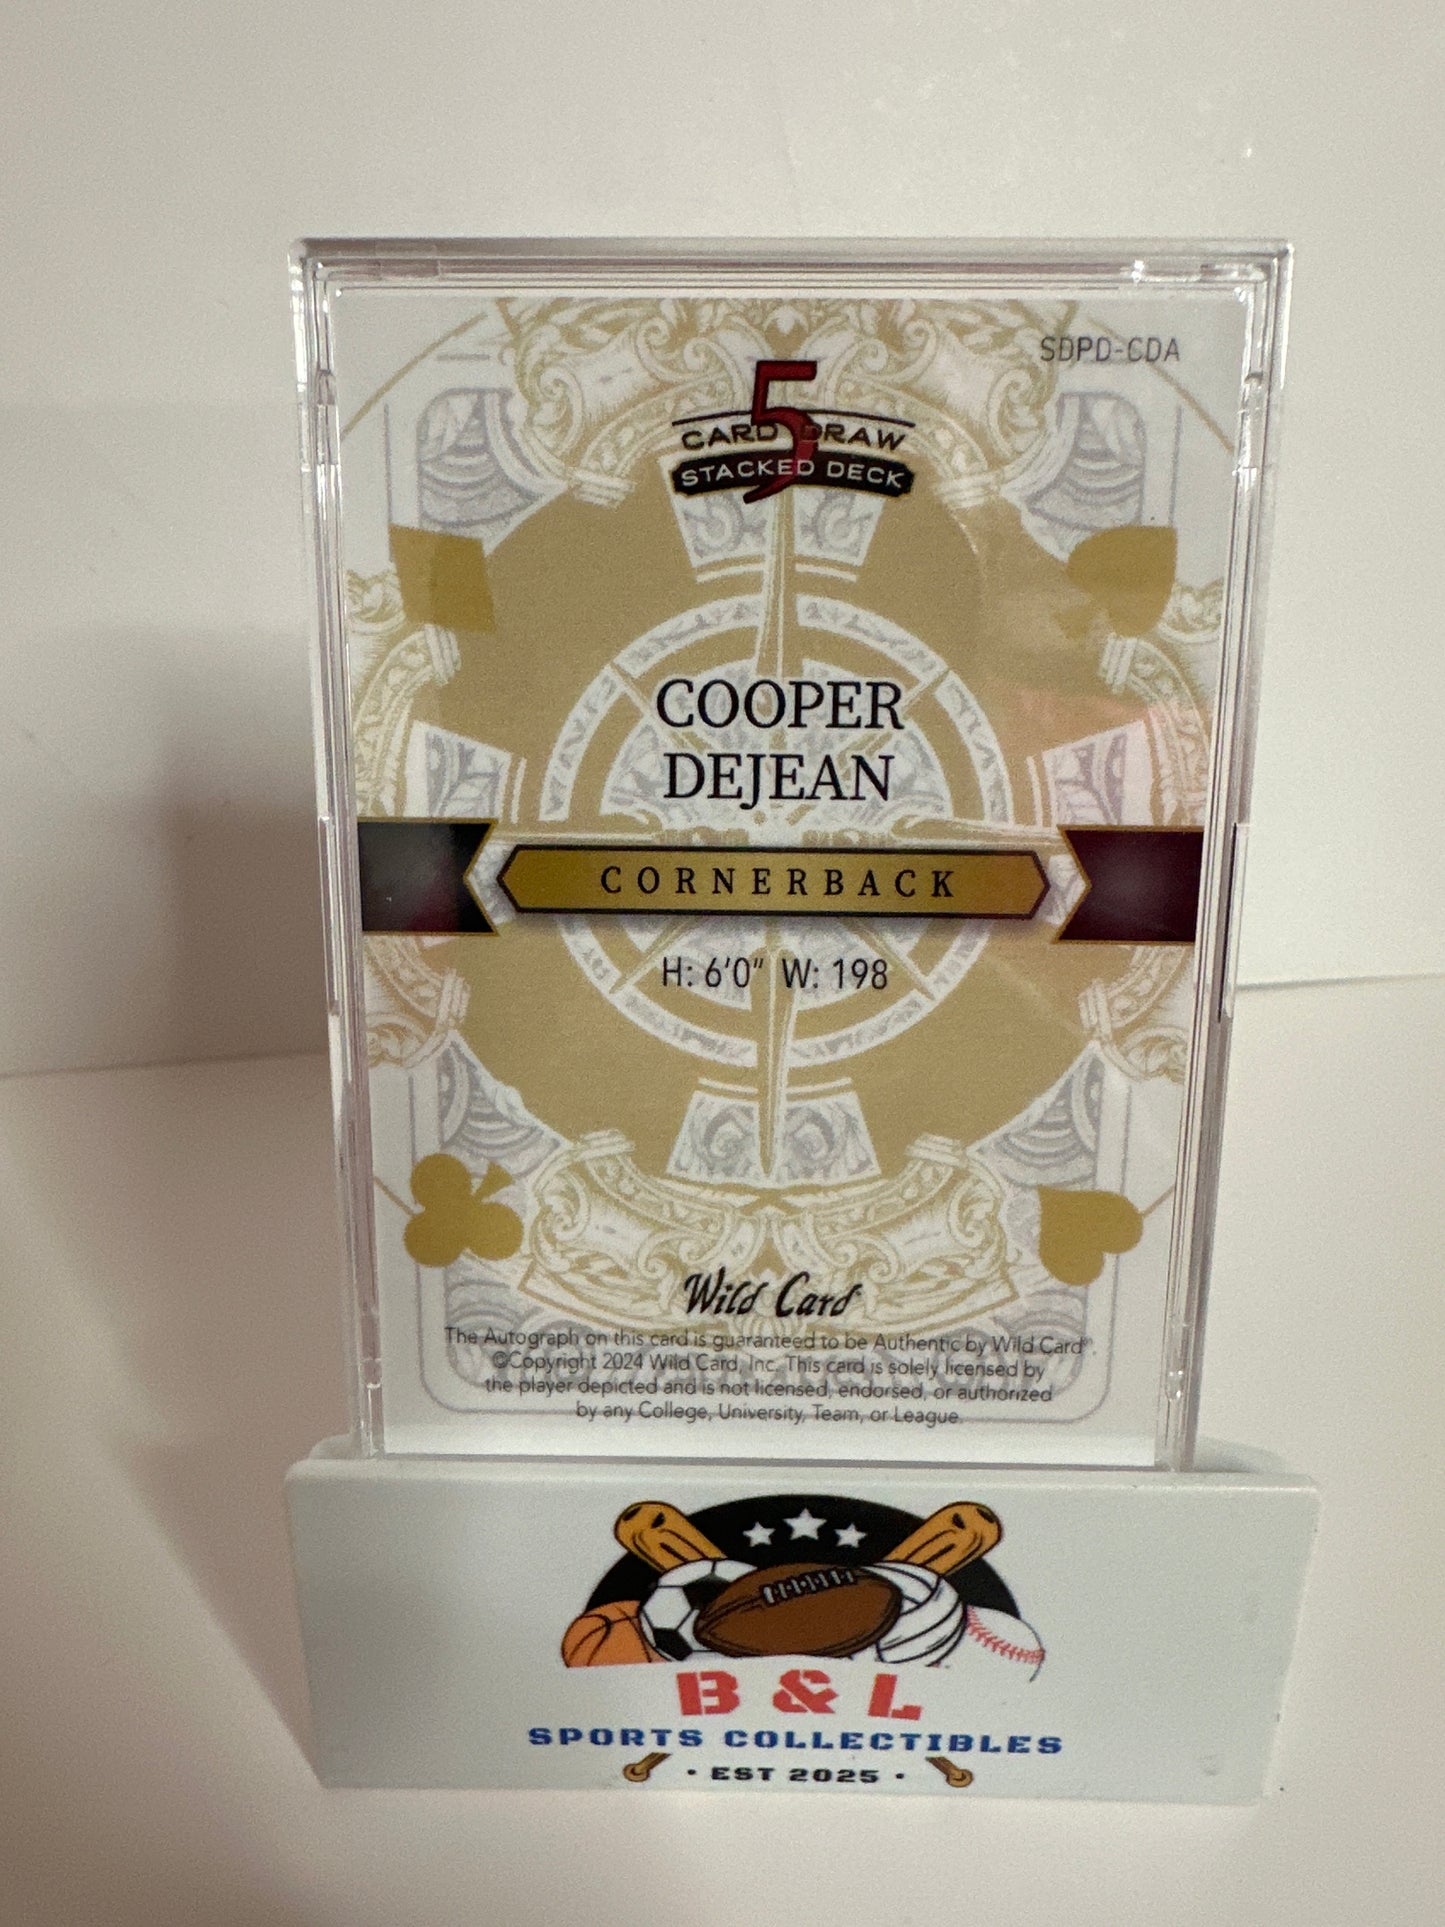 SDPD-CDA
5
CARD DRAW
STACKED DECK
COOPER
DEJEAN
CORNERBACK
H: 6'0" W: 198
Wild Card
The Autograph on this card is guaranteed to be Authentic by Wild Card®.
©Copyright 2024 Wild Card, Inc. This card is solely licensed by
the player depicted and is not licensed, endorsed, or authorized
by any College, University, Team, or League.
B & L
SPORTS COLLECTIBLES
• EST 2025 •